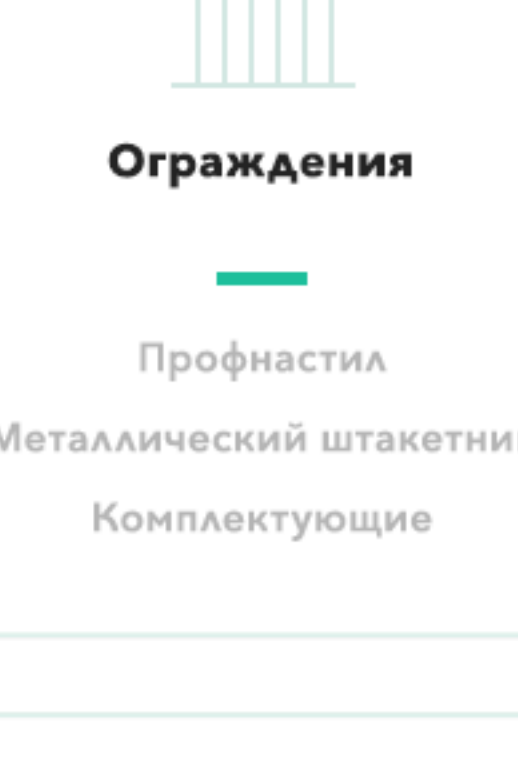 Ограждения
Профнастил
Металлический штакетни
Комплектующие